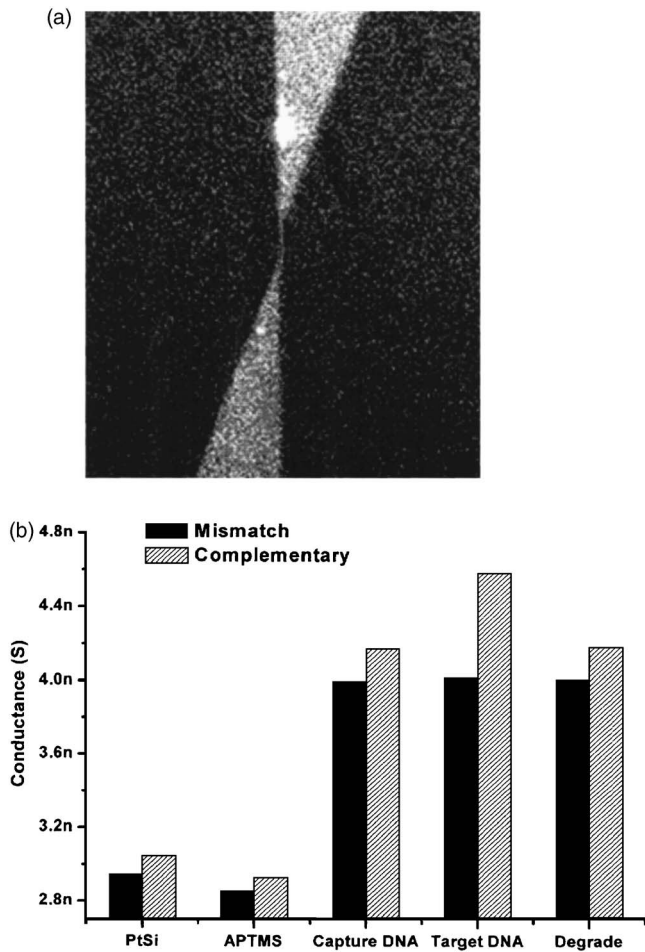 (a)
(b)
Mismatch
Complementary
4.8n
4.4n
4.0n
3.6n
3.2n
2.8n
Conductance (S)
PtSi APTMS Capture DNA Target DNA Degrade